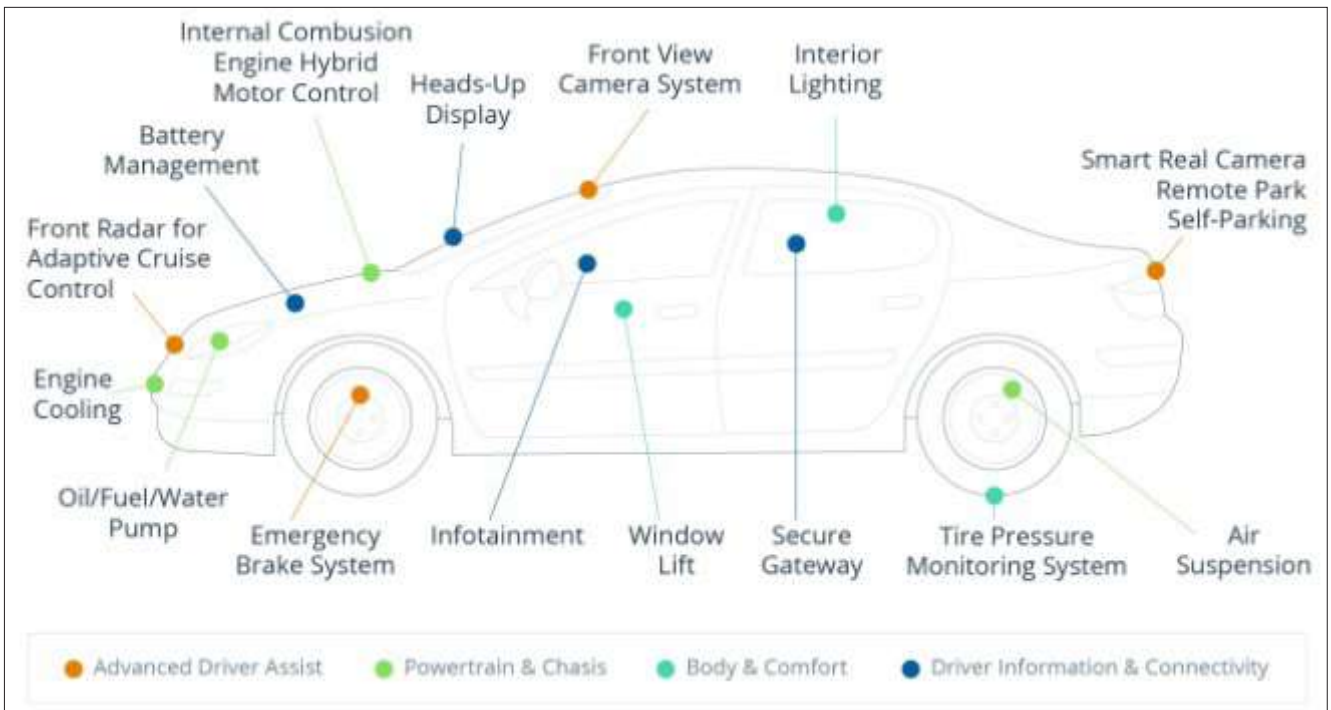 Internal Combusion
Engine Hybrid
Motor Control
Heads-Up
Display
Front View
Camera System
Interior
Lighting
Battery
Management
Smart Real Camera
Remote Park
Self-Parking
Front Radar for
Adaptive Cruise
Control
Engine
Cooling
Oil/Fuel/Water
Pump
Emergency
Brake System
Infotainment
Window
Lift
Secure
Gateway
Tire Pressure
Monitoring System
Air
Suspension
Advanced Driver Assist
Powertrain & Chasis
Body & Comfort
Driver Information & Connectivity